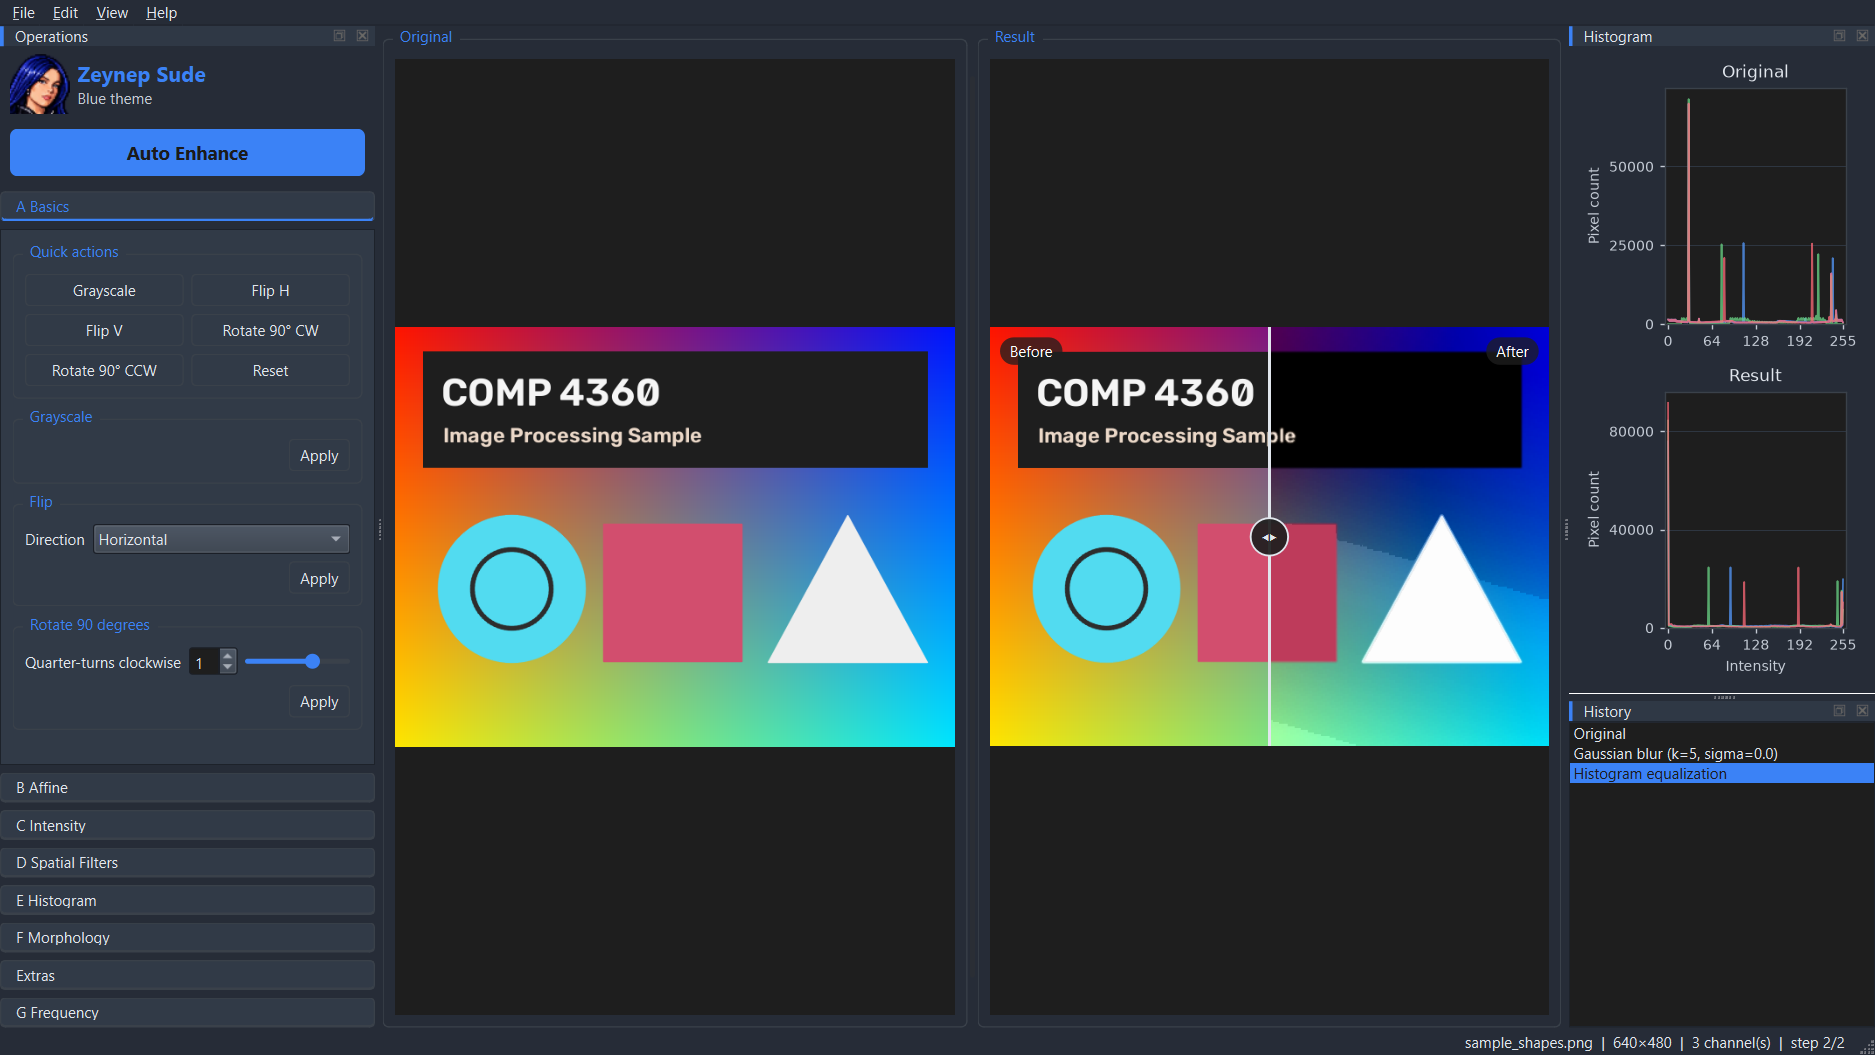 File Edit View Help
Operations
Zeynep Sude
Blue theme
Auto Enhance
A Basics
Quick actions
Grayscale Flip H
Flip V Rotate 90° CW
Rotate 90° CCW Reset
Grayscale
Apply
Flip
Direction Horizontal
Apply
Rotate 90 degrees
Quarter-turns clockwise 1
Apply
B Affine
C Intensity
D Spatial Filters
E Histogram
F Morphology
Extras
G Frequency
Original
COMP 4360
Image Processing Sample
Result
Before After
COMP 4360
Image Processing Sample
Histogram
Original
Pixel count
50000
25000
0
0 64 128 192 255
Result
Pixel count
80000
40000
0
0 64 128 192 255
Intensity
History
Original
Gaussian blur (k=5, sigma=0.0)
Histogram equalization
sample_shapes.png | 640×480 | 3 channel(s) | step 2/2